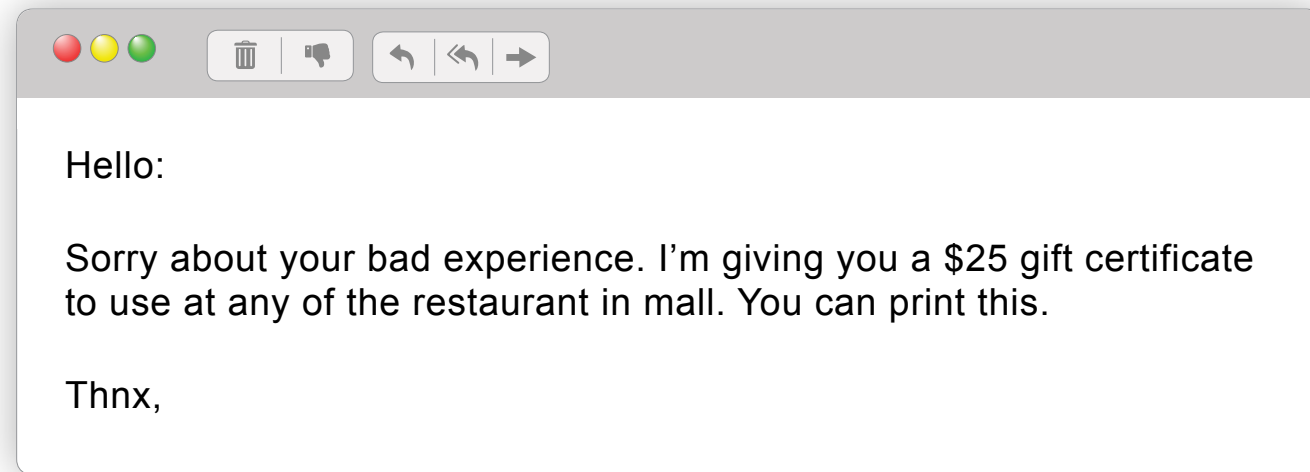 Hello:
Sorry about your bad experience. I’m giving you a $25 gift certificate
to use at any of the restaurant in mall. You can print this.
Thnx,